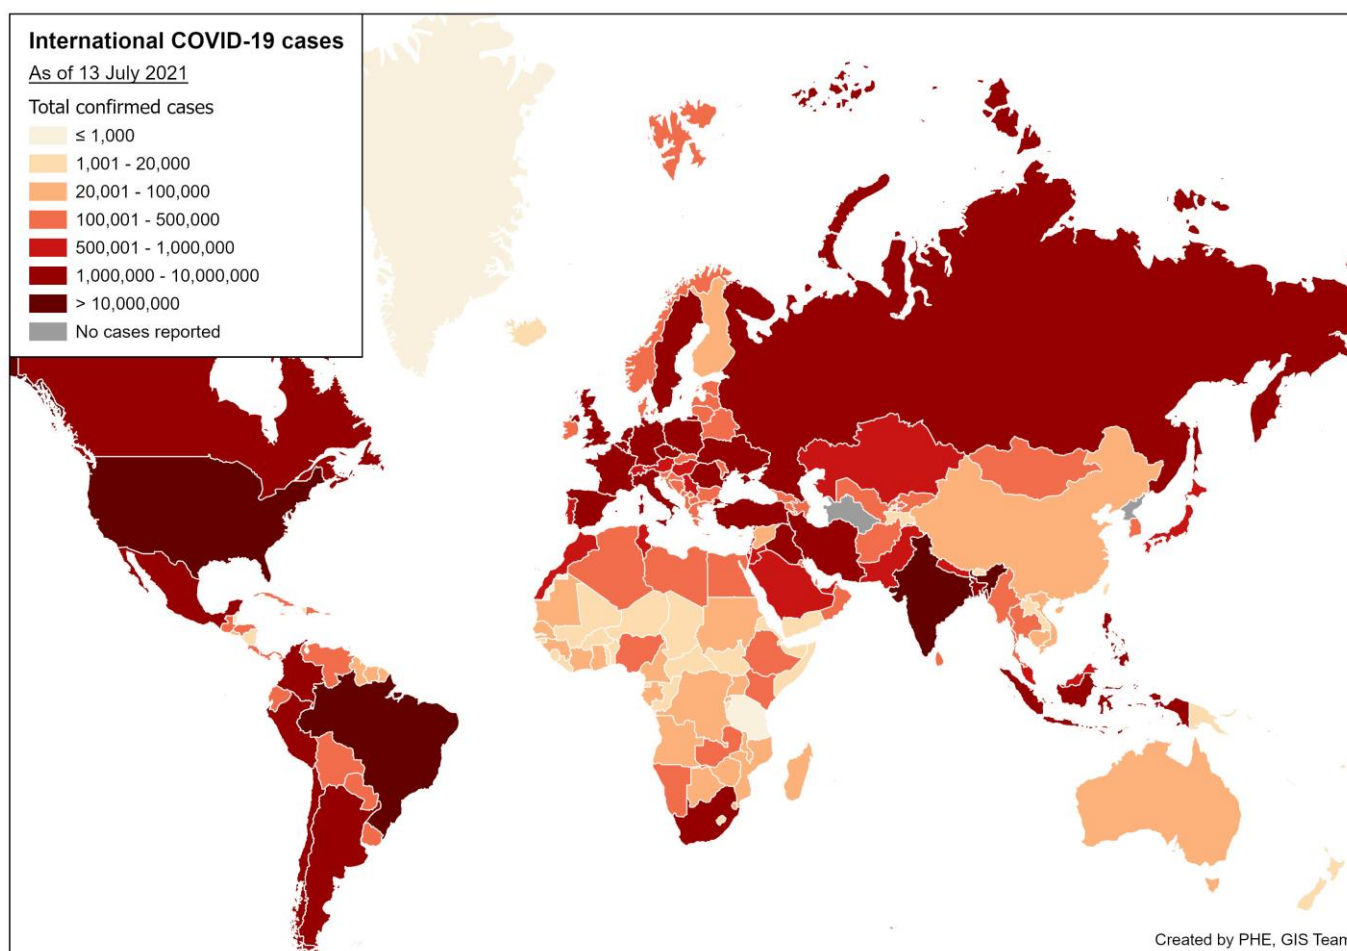 International COVID-19 cases
As of 13 July 2021
Total confirmed cases
≤ 1,000
1,001 - 20,000
20,001 - 100,000
100,001 - 500,000
500,001 - 1,000,000
1,000,000 - 10,000,000
> 10,000,000
No cases reported
Created by PHE, GIS Team